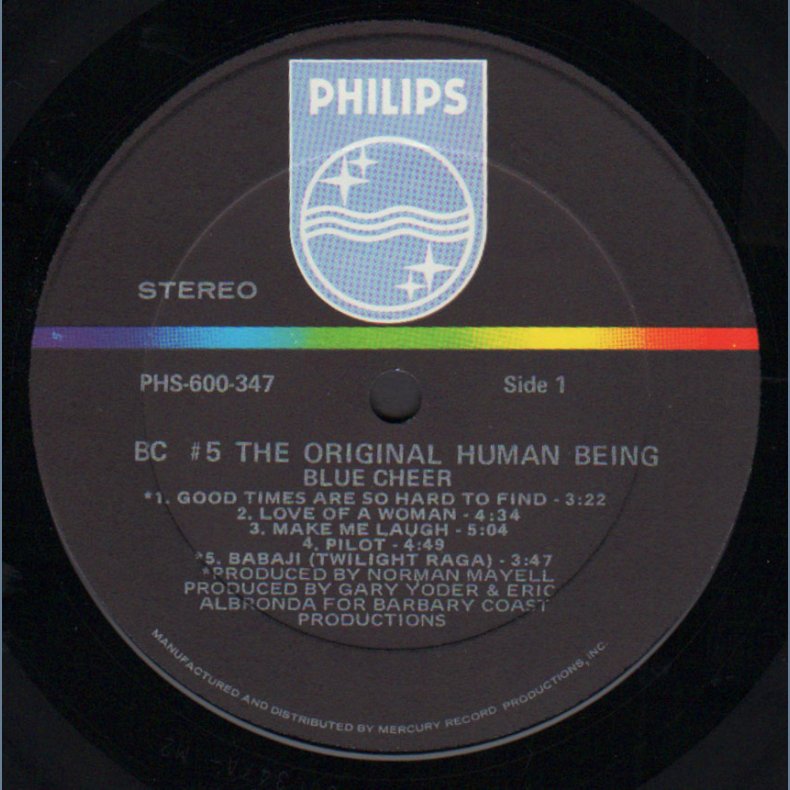 PHILIPS
STEREO
PHS-600-347 Side 1
BC #5 THE ORIGINAL HUMAN BEING
BLUE CHEER
*1. GOOD TIMES ARE SO HARD TO FIND - 3:22
2. LOVE OF A WOMAN - 4:34
3. MAKE ME LAUGH - 5:04
4. PILOT - 4:49
*5. BABAJI (TWILIGHT RAGA) - 3:47
*PRODUCED BY NORMAN MAYELL
PRODUCED BY GARY YODER & ERIC
ALBRONDA FOR BARBARY COAST
PRODUCTIONS
MANUFACTURED AND DISTRIBUTED BY MERCURY RECORD PRODUCTIONS, INC.